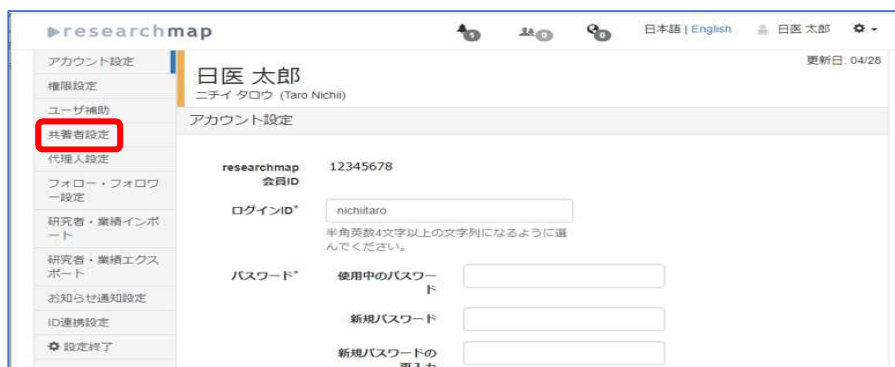 researchmap
1
0
0
日本語 | English
日医 太郎
アカウント設定
権限設定
ユーザ補助
共著者設定
代理人設定
フォロー・フォロワ
ー設定
研究者・業績インポ
ート
研究者・業績エクス
ポート
お知らせ通知設定
ID連携設定
設定終了
更新日: 04/28
日医 太郎
ニチイ タロウ (Taro Nichii)
アカウント設定
researchmap
会員ID
12345678
ログインID*
nichiitaro
半角英数4文字以上の文字列になるように選
んでください。
パスワード*
使用中のパスワー
ド
新規パスワード
新規パスワードの
再入力